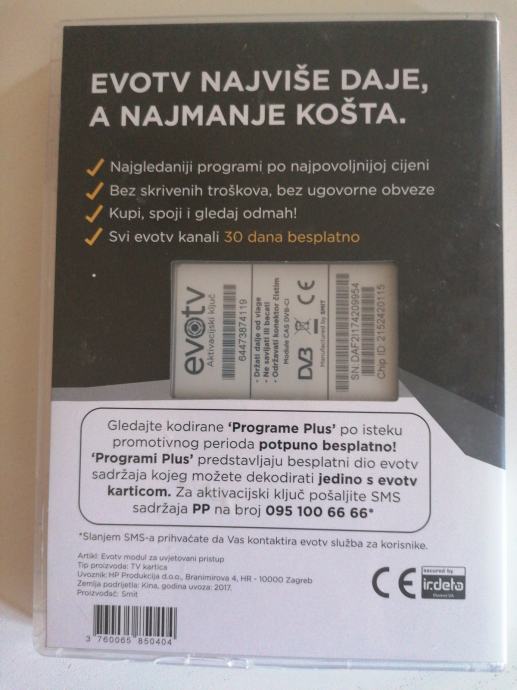 EVOTV NAJVIŠE DAJE,
A NAJMANJE KOŠTA.
Najgledaniji programi po najpovoljnijoj cijeni
Bez skrivenih troškova, bez ugovorne obveze
Kupi, spoji i gledaj odmah!
Svi evotv kanali 30 dana besplatno
evotv
Aktivacijski ključ
64473874119
- Držati dalje od vlage
- Ne savijati ili bacati
- Održavati konektor čistim
Module CAS DVB-CI
DVB CE
Manufactured by SMIT
SN:DAF2I174209954
Chip ID: 2152420115
Gledajte kodirane 'Programe Plus' po isteku
promotivnog perioda potpuno besplatno!
'Programi Plus' predstavljaju besplatni dio evotv
sadržaja kojeg možete dekodirati jedino s evotv
karticom. Za aktivacijski ključ pošaljite SMS
sadržaja PP na broj 095 100 66 66*
*Slanjem SMS-a prihvaćate da Vas kontaktira evotv služba za korisnike.
Artikl: Evotv modul za uvjetovani pristup
Tip proizvoda: TV kartica
Uvoznik: HP Produkcija d.o.o., Branimirova 4, HR - 10000 Zagreb
Zemlja podrijetla: Kina, godina uvoza: 2017.
Proizvođač: Smit
CE
secured by
irdeto
3 760065 850404